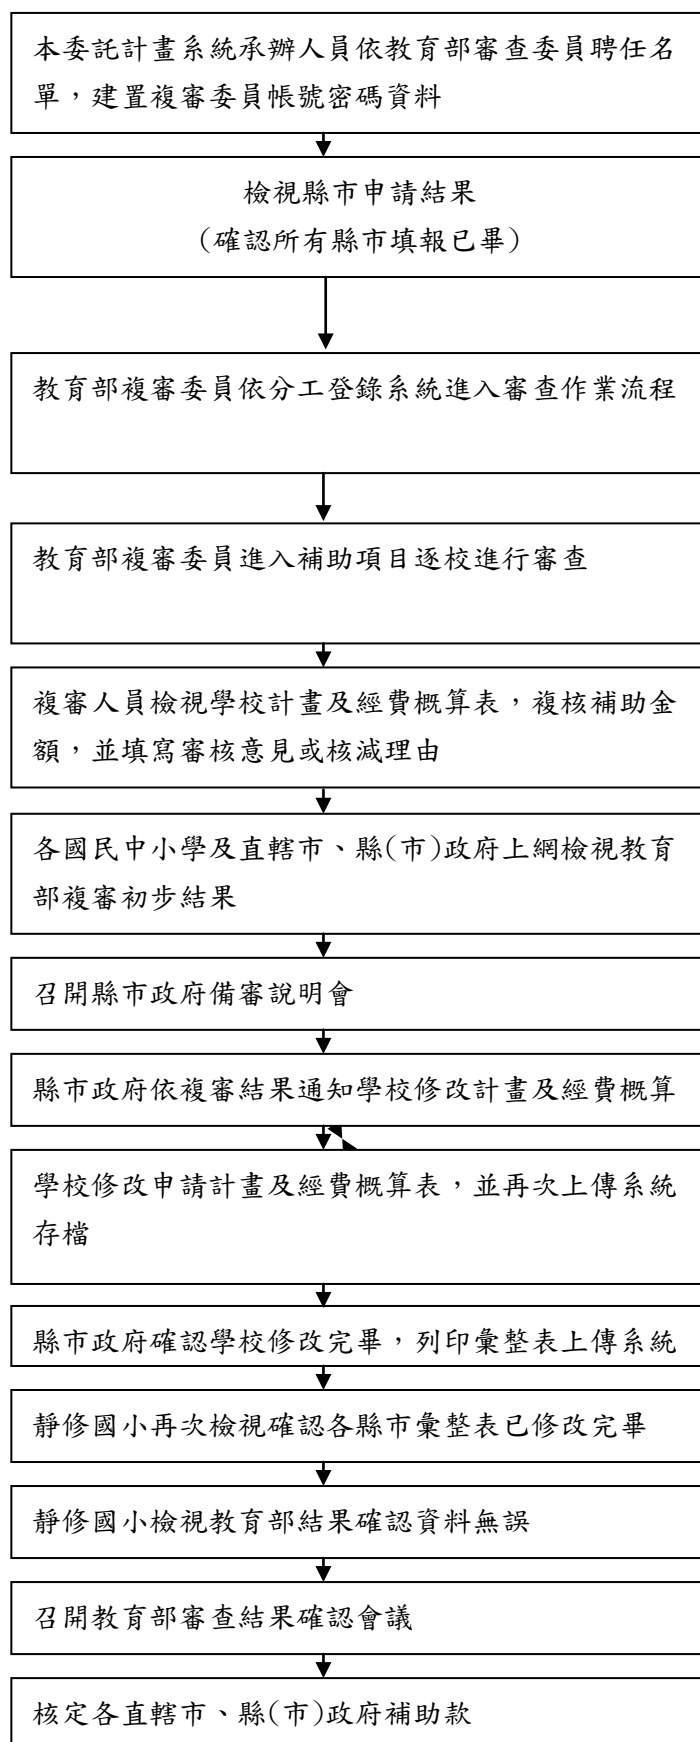 本委託計畫系統承辦人員依教育部審查委員聘任名
單，建置複審委員帳號密碼資料
檢視縣市申請結果
(確認所有縣市填報已畢)
教育部複審委員依分工登錄系統進入審查作業流程
教育部複審委員進入補助項目逐校進行審查
複審人員檢視學校計畫及經費概算表，複核補助金
額，並填寫審核意見或核減理由
各國民中小學及直轄市、縣(市)政府上網檢視教育
部複審初步結果
召開縣市政府備審說明會
縣市政府依複審結果通知學校修改計畫及經費概算
學校修改申請計畫及經費概算表，並再次上傳系統
存檔
縣市政府確認學校修改完畢，列印彙整表上傳系統
靜修國小再次檢視確認各縣市彙整表已修改完畢
靜修國小檢視教育部結果確認資料無誤
召開教育部審查結果確認會議
核定各直轄市、縣(市)政府補助款